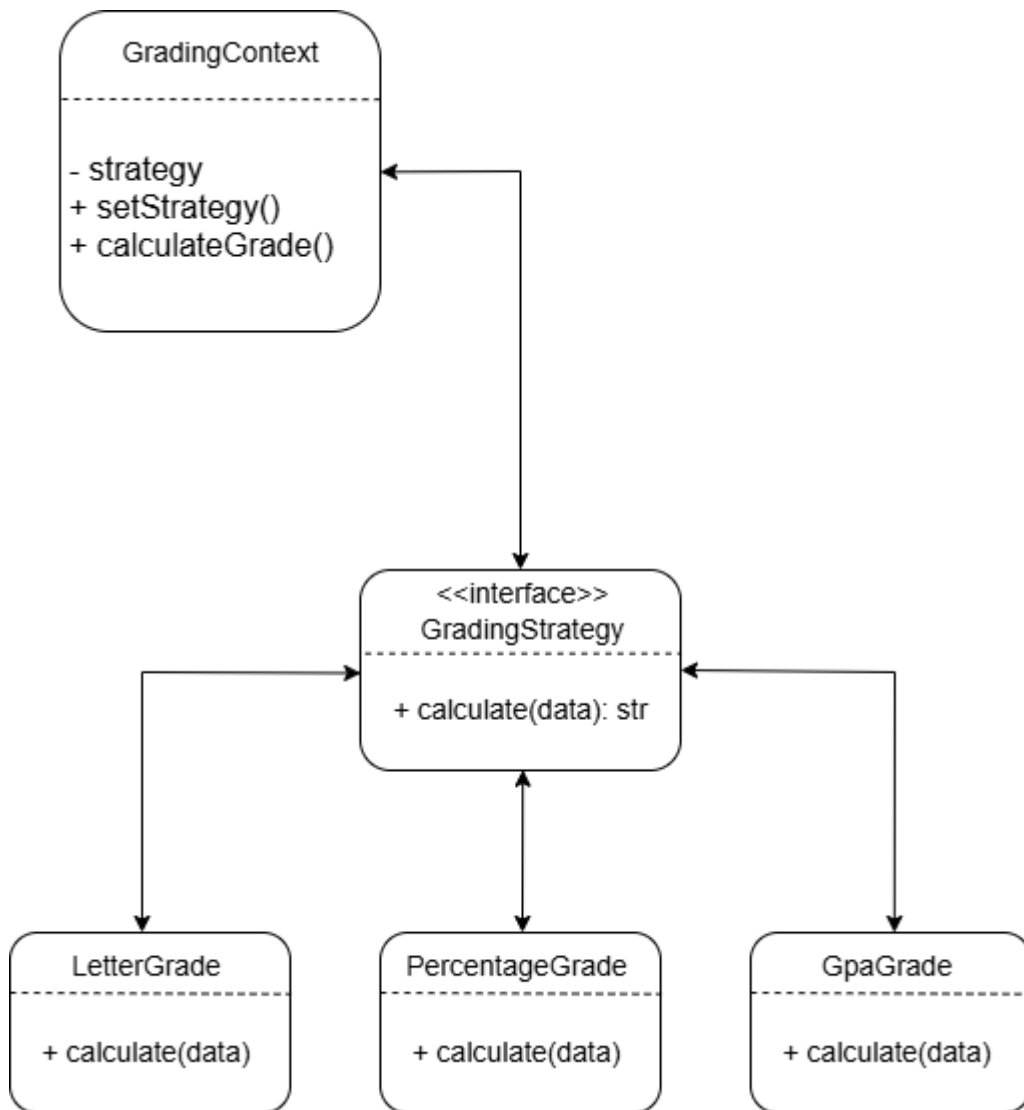 GradingContext
- strategy
+ setStrategy()
+ calculateGrade()
<<interface>>
GradingStrategy
+ calculate(data): str
LetterGrade
+ calculate(data)
PercentageGrade
+ calculate(data)
GpaGrade
+ calculate(data)